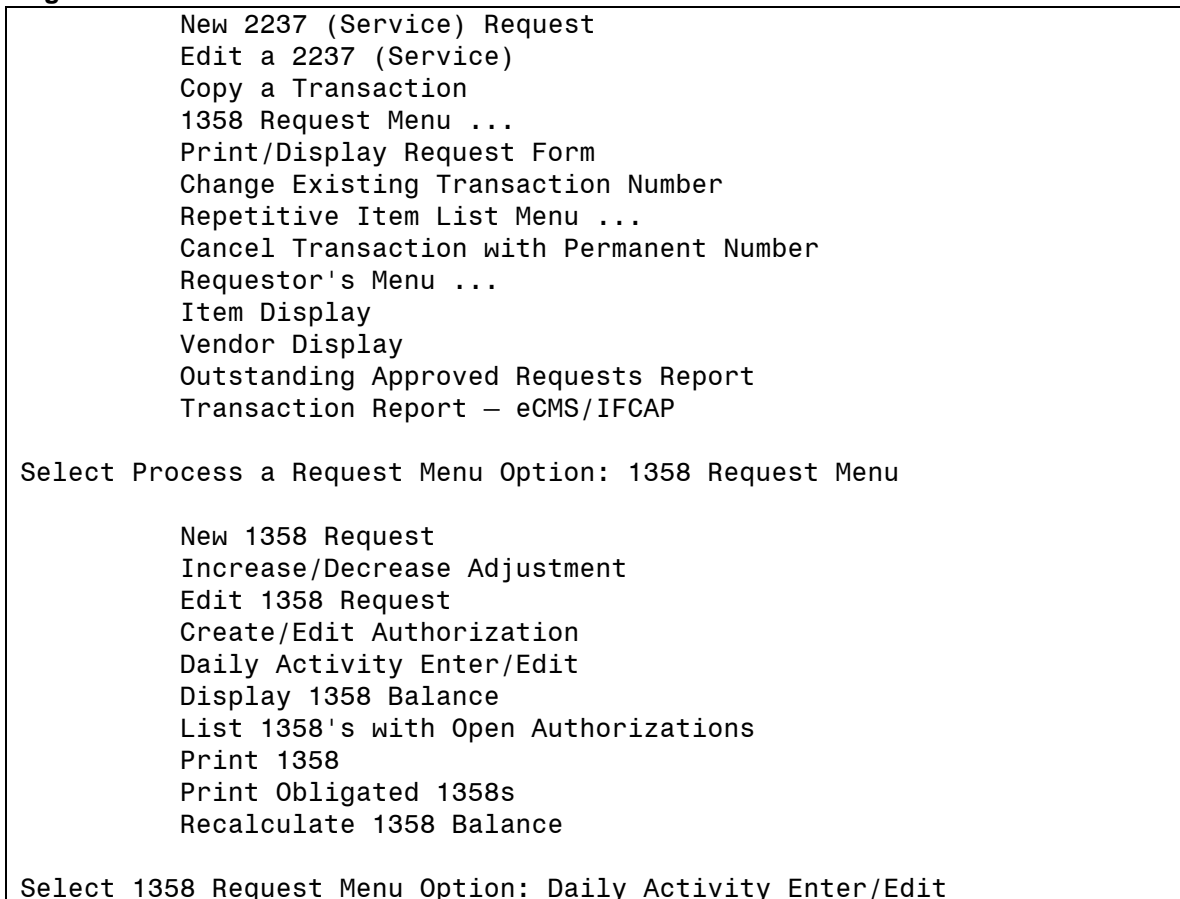 New 2237 (Service) Request
Edit a 2237 (Service)
Copy a Transaction
1358 Request Menu ...
Print/Display Request Form
Change Existing Transaction Number
Repetitive Item List Menu ...
Cancel Transaction with Permanent Number
Requestor's Menu ...
Item Display
Vendor Display
Outstanding Approved Requests Report
Transaction Report – eCMS/IFCAP
Select Process a Request Menu Option: 1358 Request Menu
New 1358 Request
Increase/Decrease Adjustment
Edit 1358 Request
Create/Edit Authorization
Daily Activity Enter/Edit
Display 1358 Balance
List 1358's with Open Authorizations
Print 1358
Print Obligated 1358s
Recalculate 1358 Balance
Select 1358 Request Menu Option: Daily Activity Enter/Edit